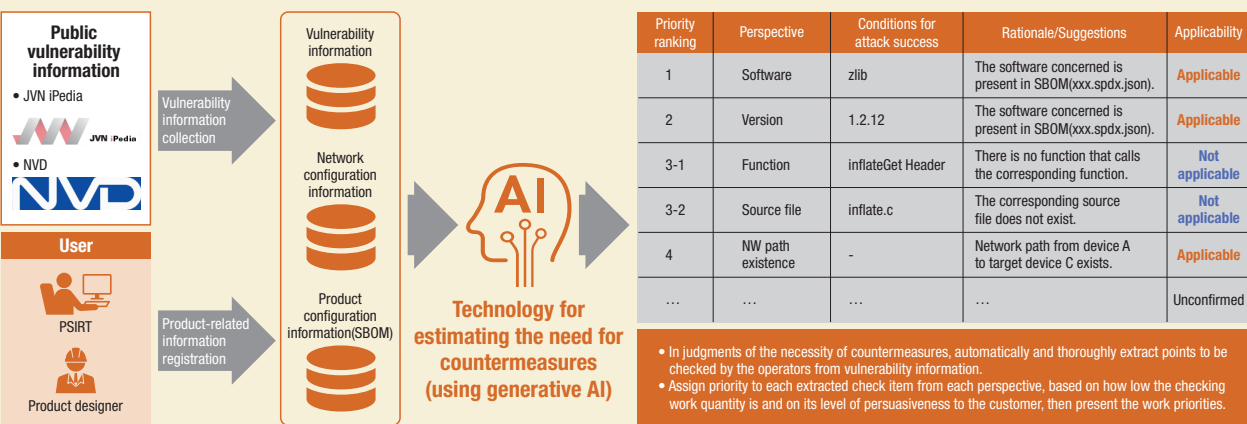 Public
vulnerability
information
• JVN iPedia
JVN iPedia
• NVD
NVD
User
PSIRT
Product designer
Vulnerability
information
collection
Product-related
information
registration
Vulnerability
information
Network
configuration
information
Product
configuration
information(SBOM)
AI
Technology for
estimating the need for
countermeasures
(using generative AI)
Priority
ranking
Perspective
Conditions for
attack success
Rationale/Suggestions
Applicability
1
Software
zlib
The software concerned is
present in SBOM(xxx.spdx.json).
Applicable
2
Version
1.2.12
The software concerned is
present in SBOM(xxx.spdx.json).
Applicable
3-1
Function
inflateGet Header
There is no function that calls
the corresponding function.
Not
applicable
3-2
Source file
inflate.c
The corresponding source
file does not exist.
Not
applicable
4
NW path
existence
-
Network path from device A
to target device C exists.
Applicable
…
…
…
…
Unconfirmed
• In judgments of the necessity of countermeasures, automatically and thoroughly extract points to be
checked by the operators from vulnerability information.
• Assign priority to each extracted check item from each perspective, based on how low the checking
work quantity is and on its level of persuasiveness to the customer, then present the work priorities.